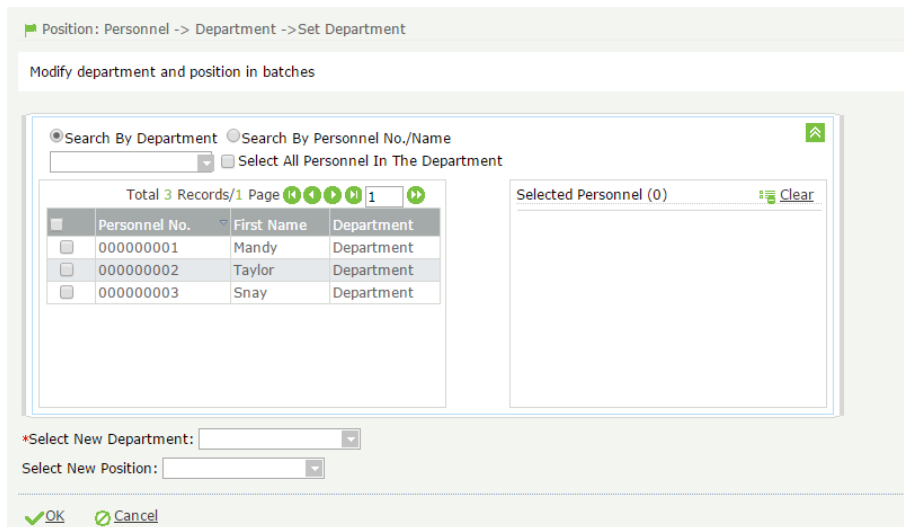 Position: Personnel -> Department ->Set Department
Modify department and position in batches
Search By Department Search By Personnel No./Name
Select All Personnel In The Department
Total 3 Records/1 Page 1
Selected Personnel (0) Clear
Personnel No. First Name Department
000000001 Mandy Department
000000002 Taylor Department
000000003 Snay Department
*Select New Department:
Select New Position:
OK Cancel